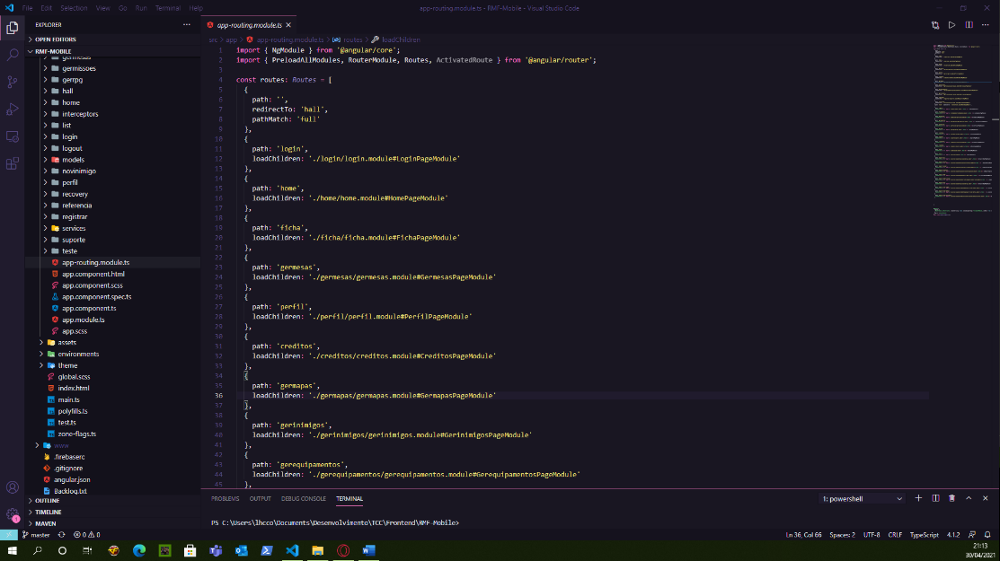 File Edit Selection View Go Run Terminal Help
app-routing.module.ts - RMF-Mobile - Visual Studio Code
EXPLORER
OPEN EDITORS
RMF-MOBILE
germesas
germissoes
gerrpg
hall
home
interceptors
list
login
logout
models
novinimigo
perfil
recovery
referencia
registrar
services
suporte
teste
app-routing.module.ts
app.component.html
app.component.scss
app.component.spec.ts
app.component.ts
app.module.ts
app.scss
assets
environments
theme
global.scss
index.html
main.ts
polyfills.ts
test.ts
zone-flags.ts
www
.firebaserc
.gitignore
angular.json
Backlog.txt
OUTLINE
TIMELINE
MAVEN
app-routing.module.ts
src > app > app-routing.module.ts > routes > loadChildren
1 import { NgModule } from '@angular/core';
2 import { PreloadAllModules, RouterModule, Routes, ActivatedRoute } from '@angular/router';
3
4 const routes: Routes = [
5 {
6 path: '',
7 redirectTo: 'hall',
8 pathMatch: 'full'
9 },
10 {
11 path: 'login',
12 loadChildren: './login/login.module#LoginPageModule'
13 },
14 {
15 path: 'home',
16 loadChildren: './home/home.module#HomePageModule'
17 },
18 {
19 path: 'ficha',
20 loadChildren: './ficha/ficha.module#FichaPageModule'
21 },
22 {
23 path: 'germesas',
24 loadChildren: './germesas/germesas.module#GermesasPageModule'
25 },
26 {
27 path: 'perfil',
28 loadChildren: './perfil/perfil.module#PerfilPageModule'
29 },
30 {
31 path: 'creditos',
32 loadChildren: './creditos/creditos.module#CreditosPageModule'
33 },
34 {
35 path: 'germapas',
36 loadChildren: './germapas/germapas.module#GermapasPageModule'
37 },
38 {
39 path: 'gerinimigos',
40 loadChildren: './gerinimigos/gerinimigos.module#GerinimigosPageModule'
41 },
42 {
43 path: 'gerequipamentos',
44 loadChildren: './gerequipamentos/gerequipamentos.module#GerequipamentosPageModule'
45 },
PROBLEMS OUTPUT DEBUG CONSOLE TERMINAL
1: powershell
PS C:\Users\lhcco\Documents\Desenvolvimento\TCC\Frontend\RMF-Mobile>
master 0 0
Ln 36, Col 66 Spaces: 2 UTF-8 CRLF TypeScript 4.1.2
21:13
30/04/2021